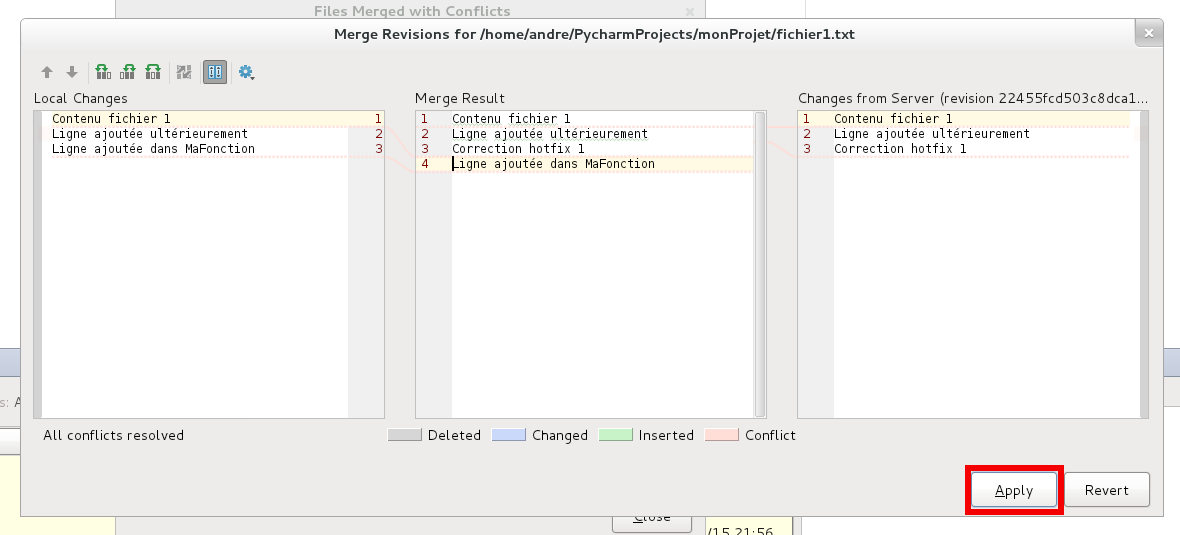 Files Merged with Conflicts
Merge Revisions for /home/andre/PycharmProjects/monProjet/fichier1.txt
Local Changes
Merge Result
Changes from Server (revision 22455fcd503c8dca1...
Contenu fichier 1 1
Ligne ajoutée ultérieurement 2
Ligne ajoutée dans MaFonction 3
1 Contenu fichier 1
2 Ligne ajoutée ultérieurement
3 Correction hotfix 1
4 Ligne ajoutée dans MaFonction
1 Contenu fichier 1
2 Ligne ajoutée ultérieurement
3 Correction hotfix 1
All conflicts resolved
Deleted Changed Inserted Conflict
s: A
Apply Revert
Close
/15 21:56